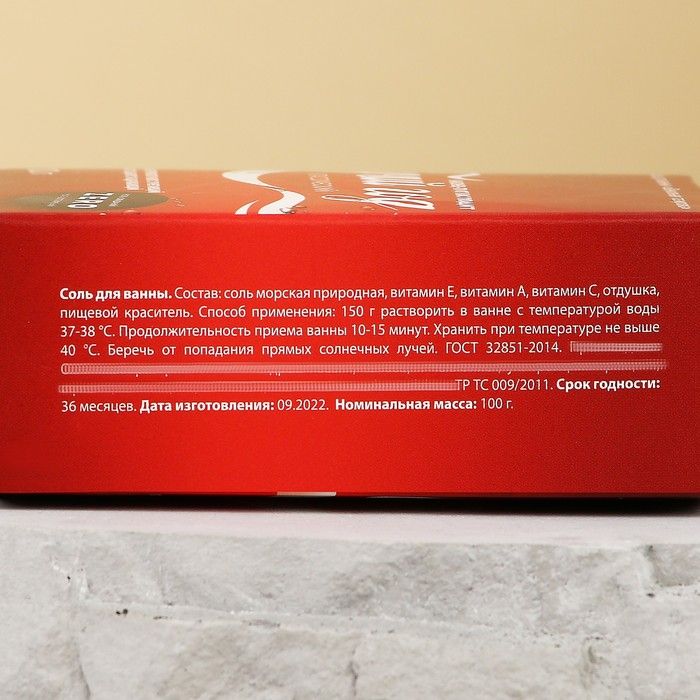 Соль для ванны. Состав: соль морская природная, витамин Е, витамин А, витамин С, отдушка,
пищевой краситель. Способ применения: 150 г растворить в ванне с температурой воды
37-38 °С. Продолжительность приема ванны 10-15 минут. Хранить при температуре не выше
40 °С. Беречь от попадания прямых солнечных лучей. ГОСТ 32851-2014.
ТР ТС 009/2011. Срок годности:
36 месяцев. Дата изготовления: 09.2022. Номинальная масса: 100 г.